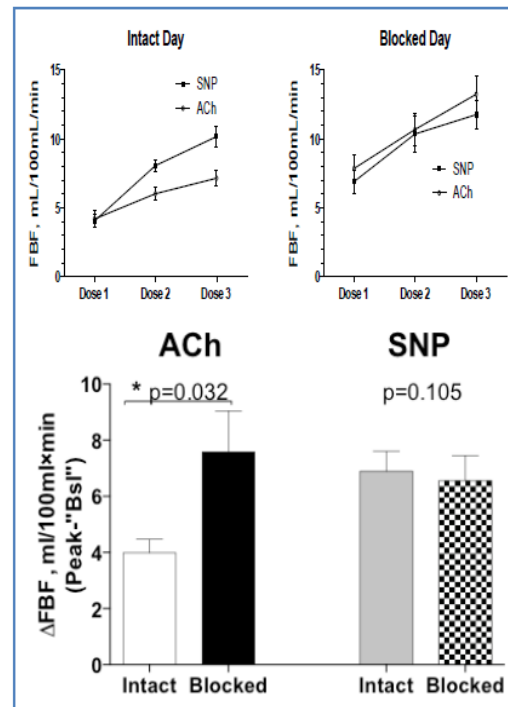 Intact Day
FBF, mL/100mL/min
15
10
5
0
SNP
ACh
Dose 1 Dose 2 Dose 3
Blocked Day
FBF, mL/100mL/min
15
10
5
0
SNP
ACh
Dose 1 Dose 2 Dose 3
ACh SNP
ΔFBF, ml/100ml×min
(Peak-"Bsl")
10
8
6
4
2
0
* p=0.032 p=0.105
Intact Blocked Intact Blocked